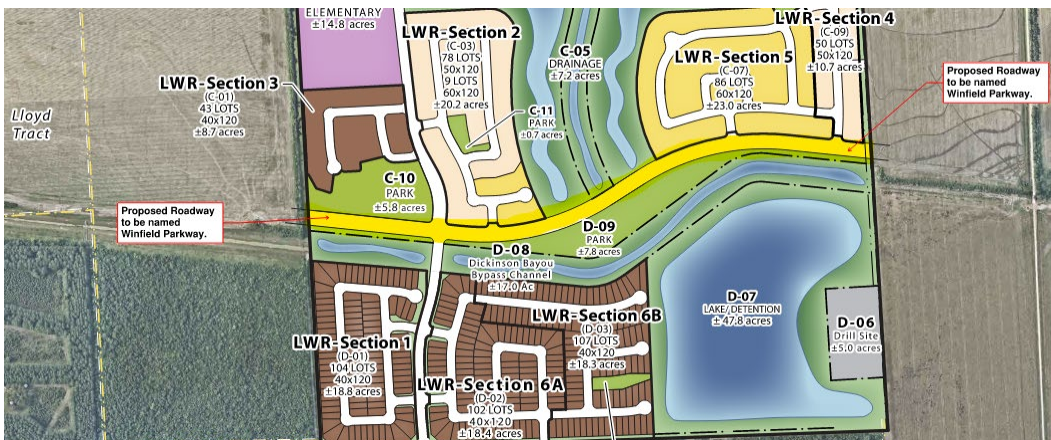 ELEMENTARY
±14.8 acres
LWR-Section 2
(C-03)
78 LOTS
50x120
9 LOTS
60x120
±20.2 acres
C-05
DRAINAGE
±7.2 acres
LWR-Section 4
(C-09)
50 LOTS
50x120
±10.7 acres
LWR-Section 5
(C-07)
86 LOTS
60x120
±23.0 acres
Proposed Roadway
to be named
Winfield Parkway.
LWR-Section 3
(C-01)
43 LOTS
40x120
±8.7 acres
Lloyd
Tract
C-11
PARK
±0.7 acres
C-10
PARK
±5.8 acres
Proposed Roadway
to be named
Winfield Parkway.
D-09
PARK
±7.8 acres
D-08
Dickinson Bayou
Bypass Channel
±17.0 Ac
D-07
LAKE/DETENTION
±47.8 acres
D-06
Drill Site
±5.0 acres
LWR-Section 6B
(D-03)
107 LOTS
40x120
±18.3 acres
LWR-Section 1
(D-01)
104 LOTS
40x120
±18.8 acres
LWR-Section 6A
(D-02)
102 LOTS
40x120
±18.4 acres